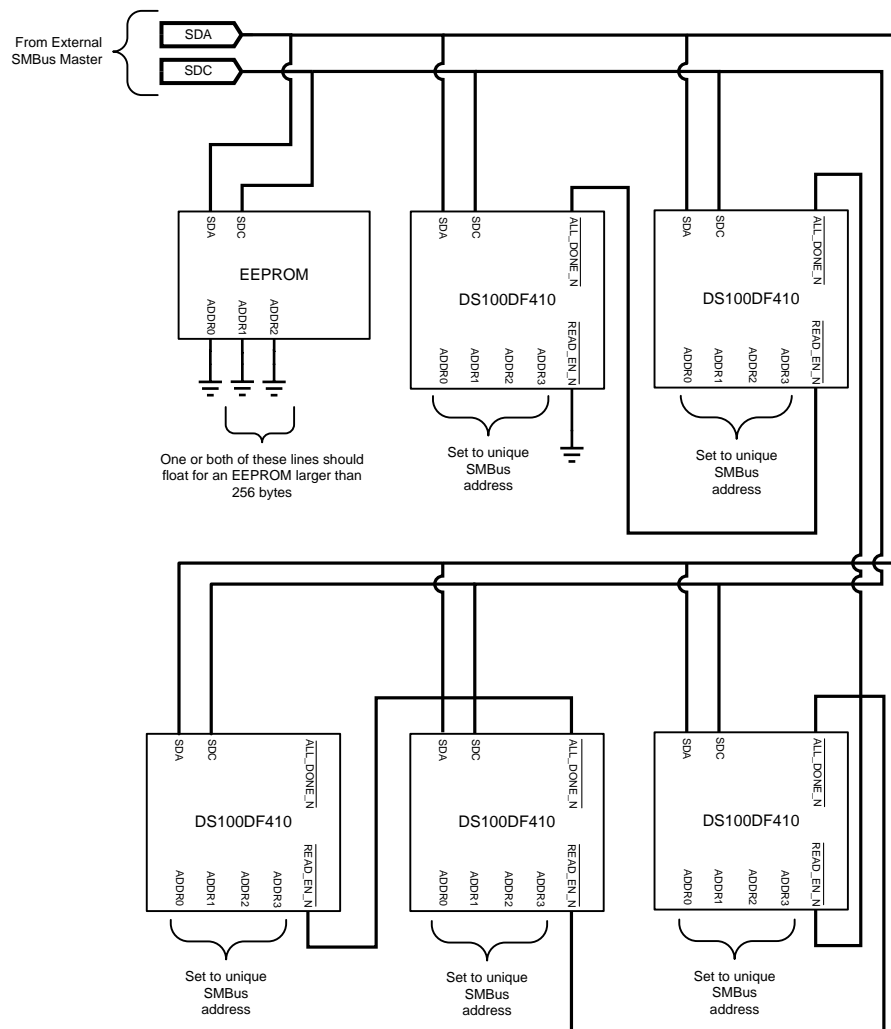 From External
SMBus Master
SDA
SDC
SDA
SDC
EEPROM
ADDR0
ADDR1
ADDR2
One or both of these lines should
float for an EEPROM larger than
256 bytes
SDA
SDC
ALL_DONE_N
DS100DF410
ADDR0
ADDR1
ADDR2
ADDR3
READ_EN_N
Set to unique
SMBus
address
SDA
SDC
ALL_DONE_N
DS100DF410
ADDR0
ADDR1
ADDR2
ADDR3
READ_EN_N
Set to unique
SMBus
address
SDA
SDC
ALL_DONE_N
DS100DF410
ADDR0
ADDR1
ADDR2
ADDR3
READ_EN_N
Set to unique
SMBus
address
SDA
SDC
ALL_DONE_N
DS100DF410
ADDR0
ADDR1
ADDR2
ADDR3
READ_EN_N
Set to unique
SMBus
address
SDA
SDC
ALL_DONE_N
DS100DF410
ADDR0
ADDR1
ADDR2
ADDR3
READ_EN_N
Set to unique
SMBus
address